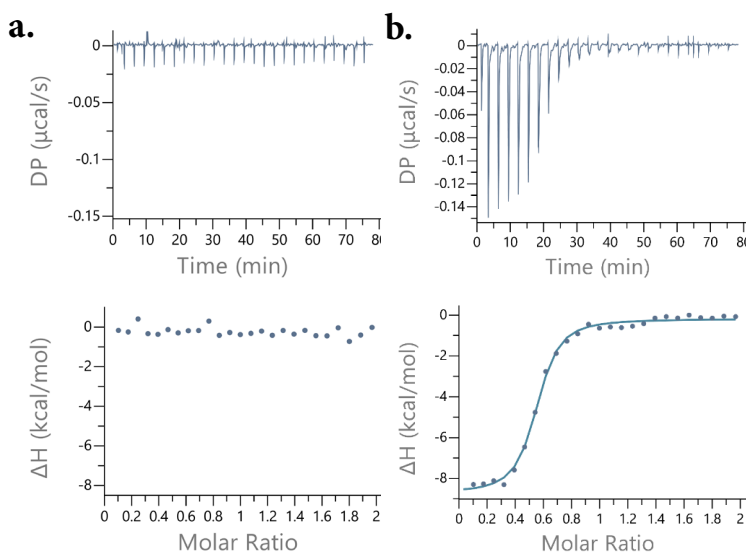 a.
0
-0.05
-0.1
-0.15
DP (μcal/s)
0 10 20 30 40 50 60 70 80
Time (min)
b.
0
-0.02
-0.04
-0.06
-0.08
-0.1
-0.12
-0.14
DP (μcal/s)
0 10 20 30 40 50 60 70 80
Time (min)
0
-2
-4
-6
-8
ΔH (kcal/mol)
0 0.2 0.4 0.6 0.8 1 1.2 1.4 1.6 1.8 2
Molar Ratio
0
-2
-4
-6
-8
ΔH (kcal/mol)
0 0.2 0.4 0.6 0.8 1 1.2 1.4 1.6 1.8 2
Molar Ratio